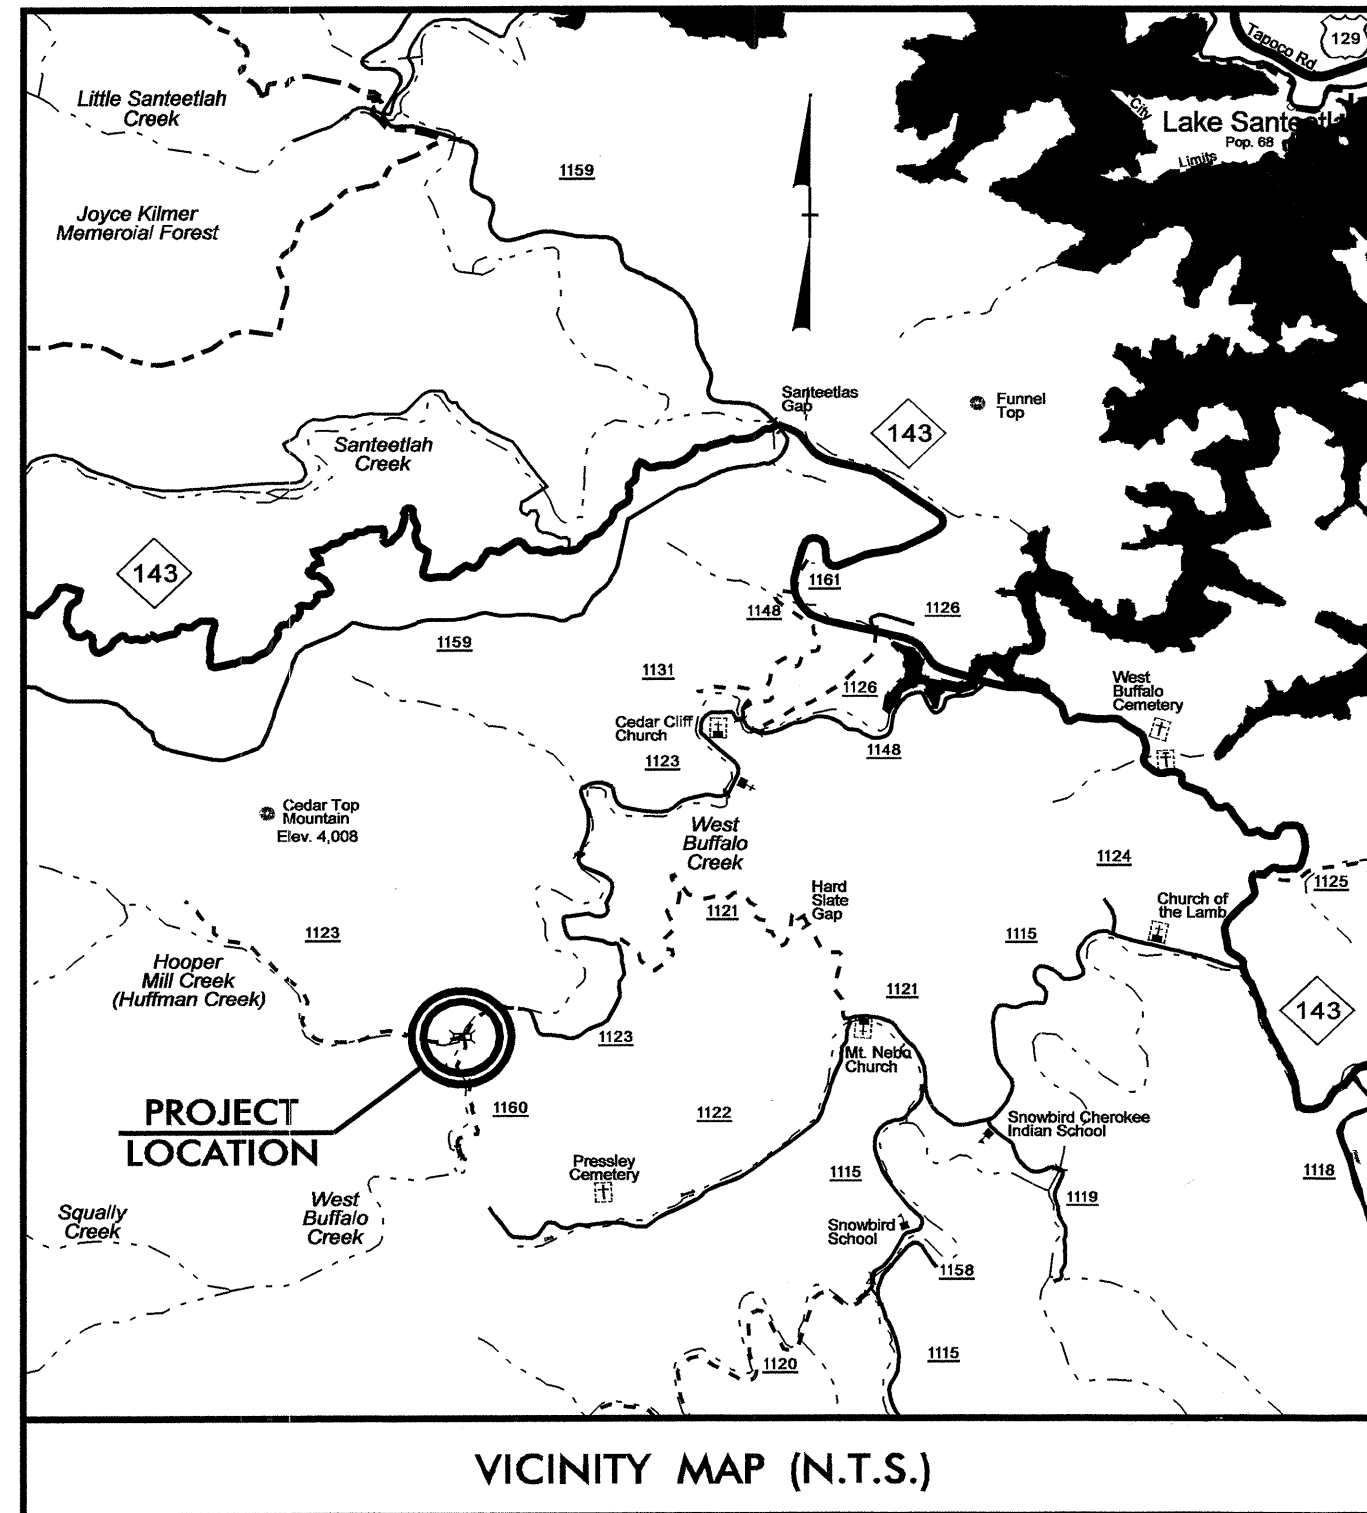 129
Tapoco Rd
Little Santeetlah
Creek
City
Lake Santeetl
Pop. 68
Limits
1159
Joyce Kilmer
Memeroial Forest
Santeetlas
Gap
143
Funnel
Top
Santeetlah
Creek
143
1161
1148
1126
1159
1131
1126
West
Buffalo
Cemetery
Cedar Cliff
Church
1148
1123
Cedar Top
Mountain
Elev. 4,008
West
Buffalo
Creek
1124
1125
Hard
Slate
Gap
1121
Church of
the Lamb
1123
1115
Hooper
Mill Creek
(Huffman Creek)
1121
143
1123
Mt. Nebo
Church
PROJECT
LOCATION
1160
1122
Snowbird Cherokee
Indian School
Pressley
Cemetery
1115
1118
1119
West
Buffalo
Creek
Squally
Creek
Snowbird
School
1158
1120
1115
VICINITY MAP (N.T.S.)